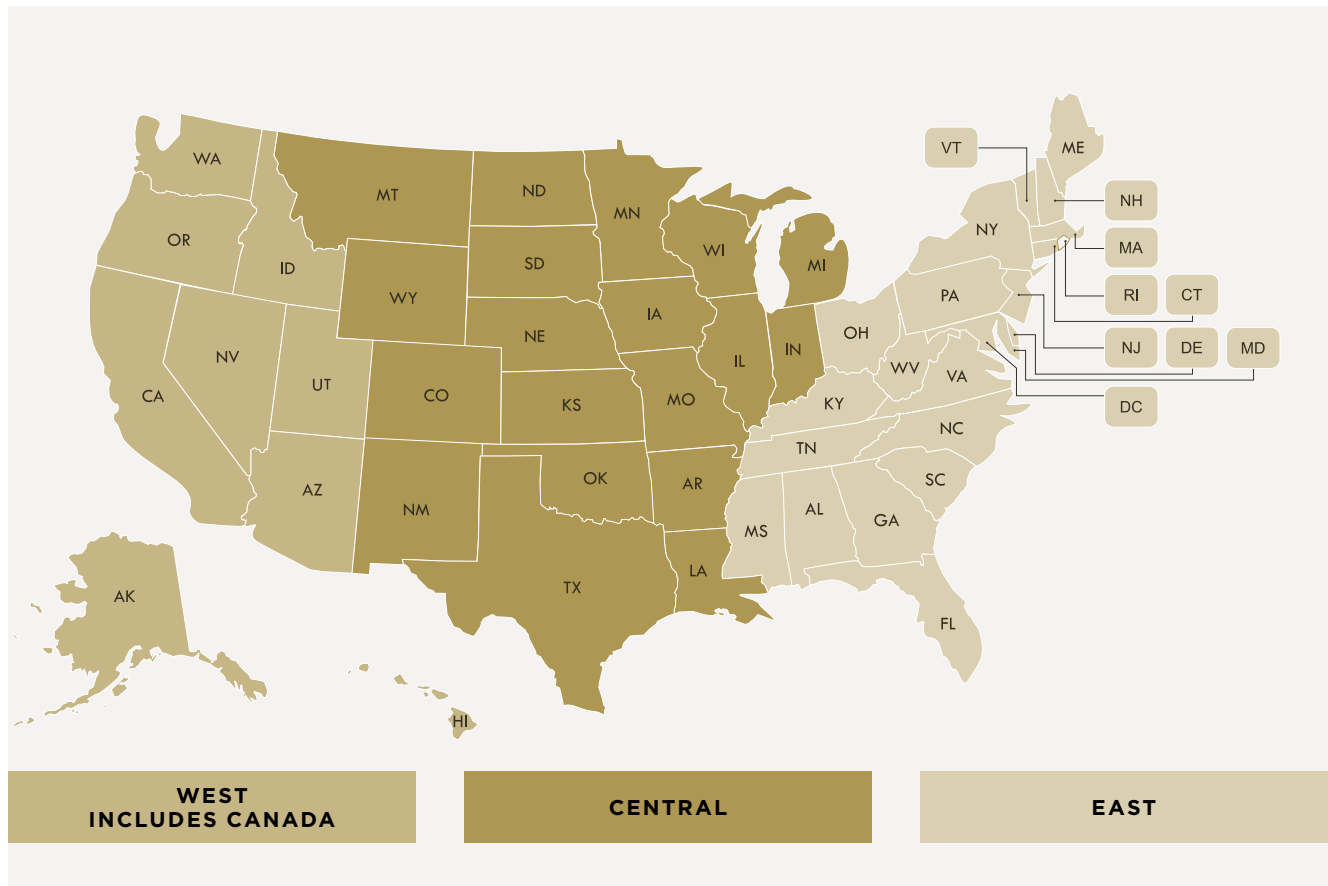 WA
MT
ND
MN
VT
ME
NH
OR
ID
SD
WI
MI
NY
MA
WY
IA
PA
RI
CT
NV
NE
OH
NJ
DE
MD
UT
CO
IL
IN
WV
VA
CA
KS
MO
KY
DC
AZ
NM
OK
AR
TN
NC
SC
MS
AL
GA
AK
TX
LA
FL
HI
WEST
INCLUDES CANADA
CENTRAL
EAST